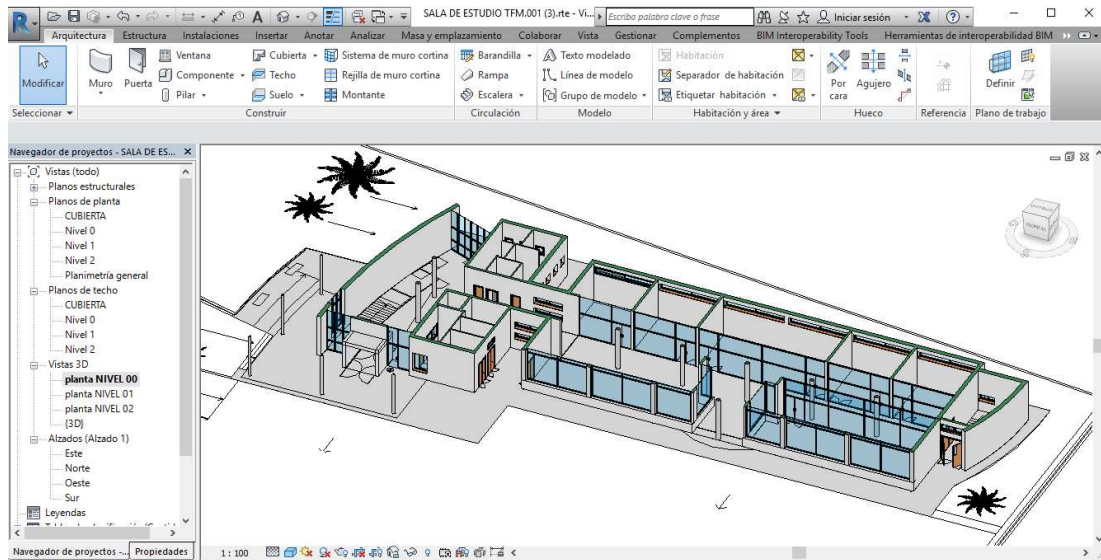 SALA DE ESTUDIO TFM.001 (3).rte - Vi...
Escriba palabra clave o frase
Iniciar sesión
Arquitectura Estructura Instalaciones Insertar Anotar Analizar Masa y emplazamiento Colaborar Vista Gestionar Complementos BIM Interoperability Tools Herramientas de interoperabilidad BIM
Modificar
Muro
Puerta
Ventana
Componente
Pilar
Cubierta
Techo
Suelo
Sistema de muro cortina
Rejilla de muro cortina
Montante
Barandilla
Rampa
Escalera
Texto modelado
Línea de modelo
Grupo de modelo
Habitación
Separador de habitación
Etiquetar habitación
Por cara
Agujero
Definir
Seleccionar Construir Circulación Modelo Habitación y área Hueco Referencia Plano de trabajo
Navegador de proyectos - SALA DE ES...
Vistas (todo)
Planos estructurales
Planos de planta
CUBIERTA
Nivel 0
Nivel 1
Nivel 2
Planimetría general
Planos de techo
CUBIERTA
Nivel 0
Nivel 1
Nivel 2
Vistas 3D
planta NIVEL 00
planta NIVEL 01
planta NIVEL 02
{3D}
Alzados (Alzado 1)
Este
Norte
Oeste
Sur
Leyendas
Navegador de proyectos -... Propiedades
1 : 100